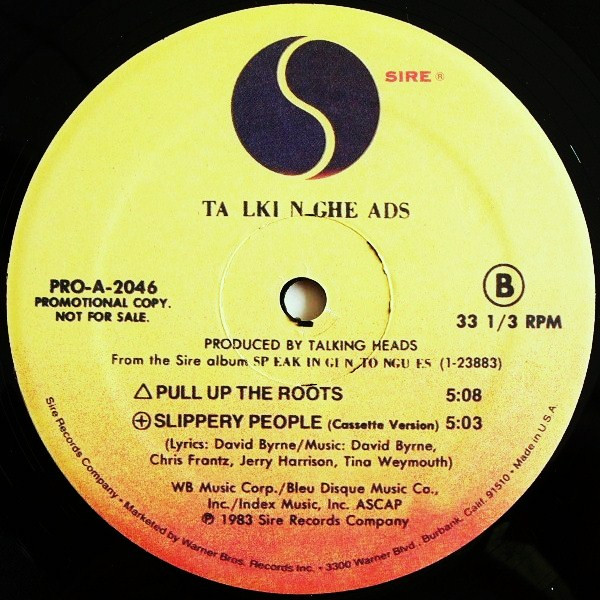 SIRE ®
TA LKI N GHE ADS
PRO-A-2046
PROMOTIONAL COPY.
NOT FOR SALE.
B
33 1/3 RPM
PRODUCED BY TALKING HEADS
From the Sire album SP EAK IN GI N TO NGU ES (1-23883)
△ PULL UP THE ROOTS 5:08
⊕ SLIPPERY PEOPLE (Cassette Version) 5:03
(Lyrics: David Byrne/Music: David Byrne,
Chris Frantz, Jerry Harrison, Tina Weymouth)
WB Music Corp./Bleu Disque Music Co.,
Inc./Index Music, Inc. ASCAP
℗ 1983 Sire Records Company
Sire Records Company • Marketed by Warner Bros. Records Inc. • 3300 Warner Blvd., Burbank, Calif. 91510 • Made in U.S.A.